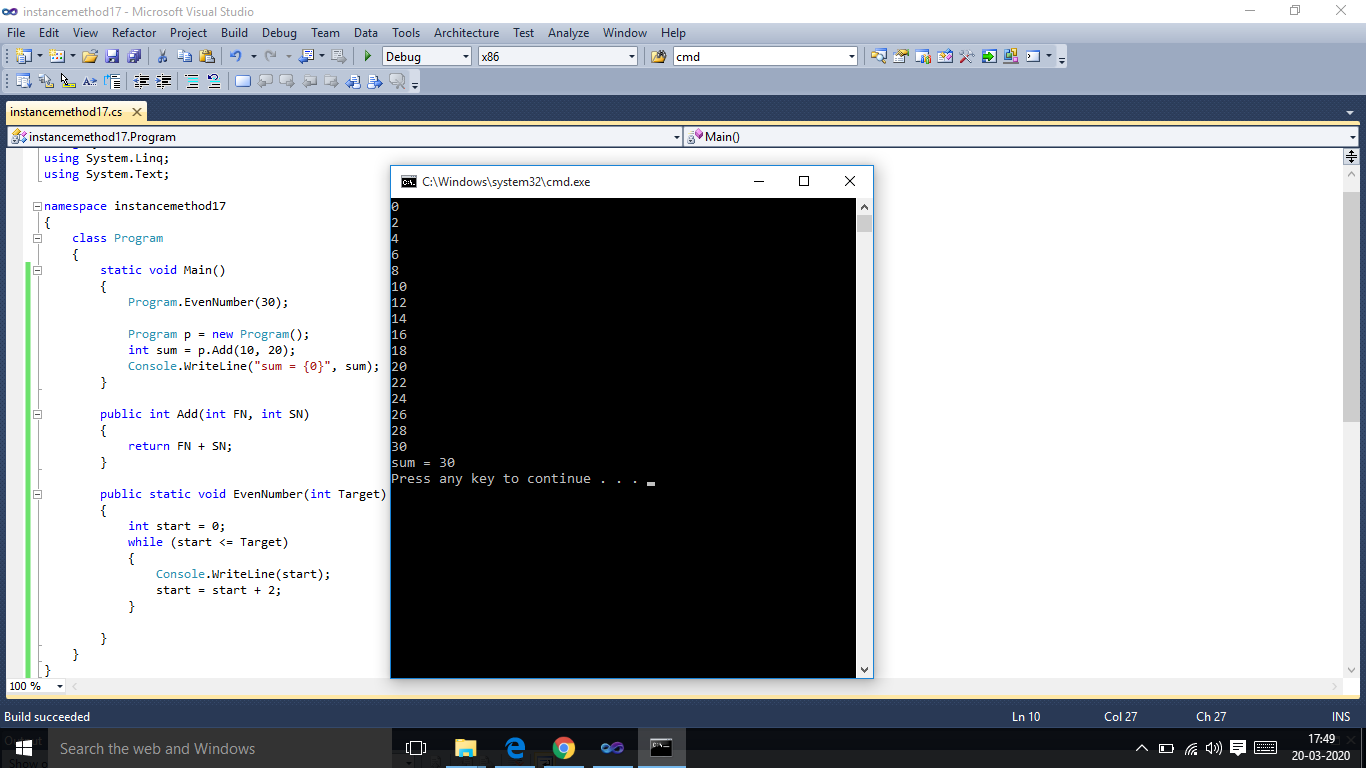 instancemethod17 - Microsoft Visual Studio
File Edit View Refactor Project Build Debug Team Data Tools Architecture Test Analyze Window Help
Debug x86 cmd
instancemethod17.cs
instancemethod17.Program Main()
using System.Linq;
using System.Text;
namespace instancemethod17
{
class Program
{
static void Main()
{
Program.EvenNumber(30);
Program p = new Program();
int sum = p.Add(10, 20);
Console.WriteLine("sum = {0}", sum);
}
public int Add(int FN, int SN)
{
return FN + SN;
}
public static void EvenNumber(int Target)
{
int start = 0;
while (start <= Target)
{
Console.WriteLine(start);
start = start + 2;
}
}
}
}
C:\Windows\system32\cmd.exe
0
2
4
6
8
10
12
14
16
18
20
22
24
26
28
30
sum = 30
Press any key to continue . . .
100 %
Build succeeded Ln 10 Col 27 Ch 27 INS
Search the web and Windows
17:49
20-03-2020